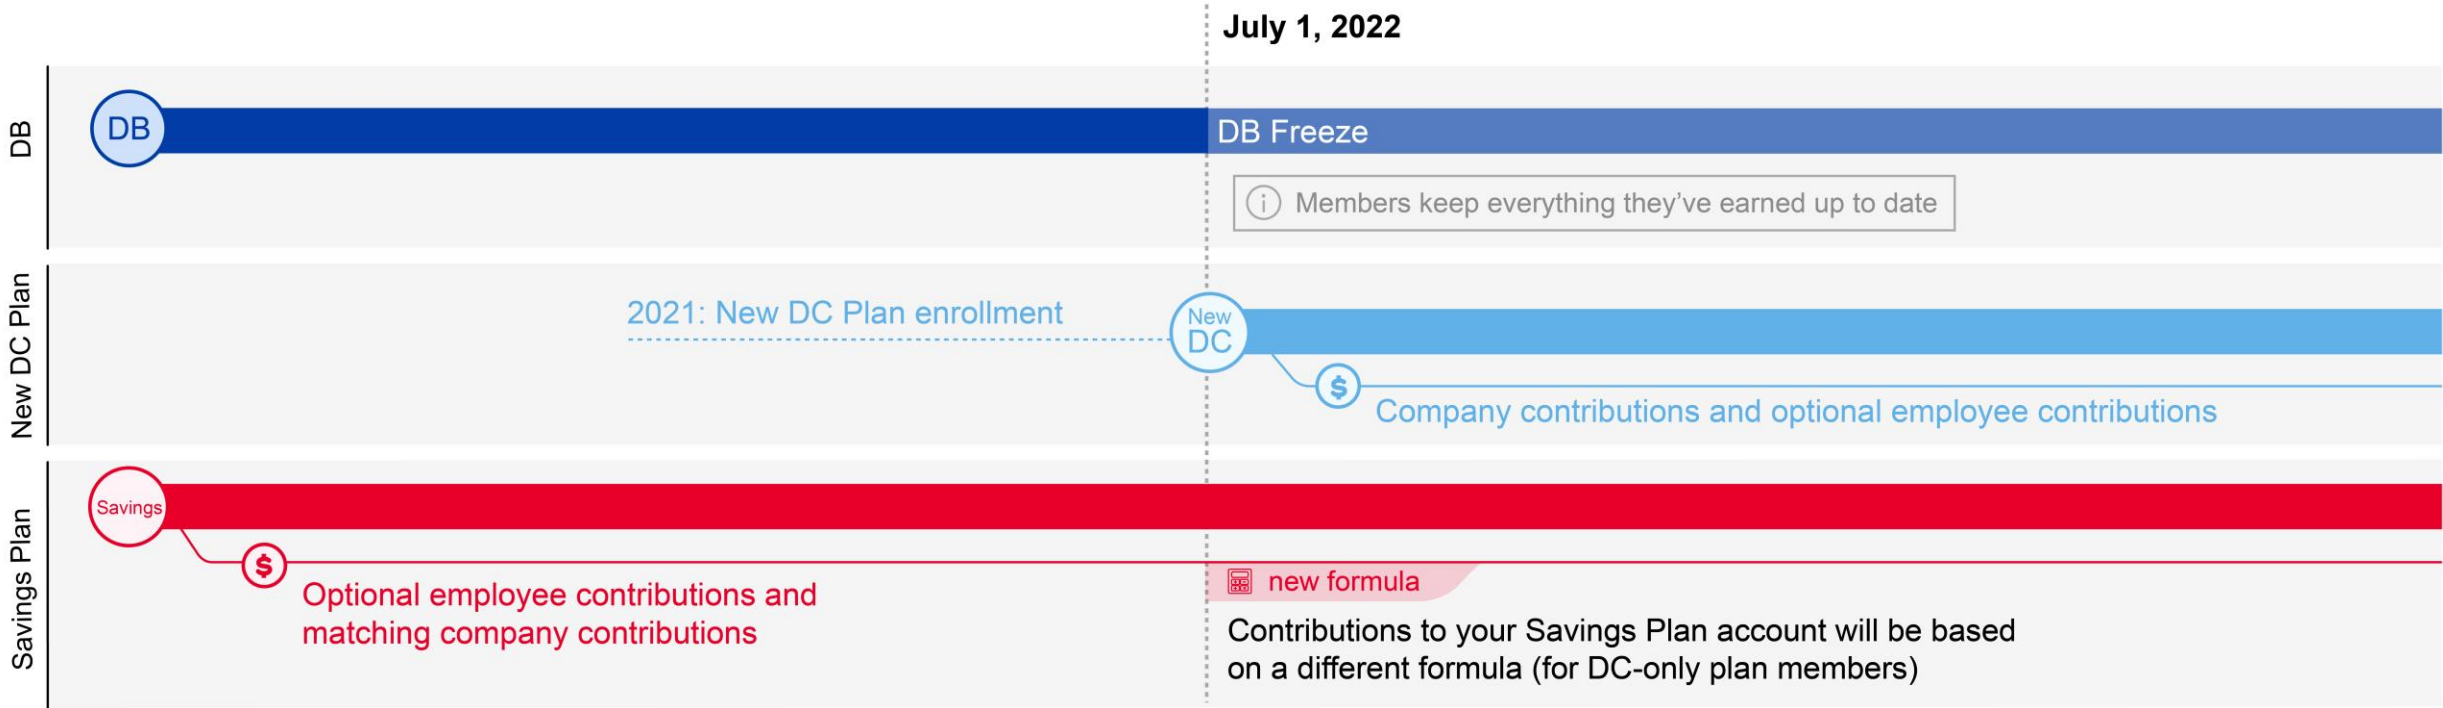 July 1, 2022
DB
DB
DB Freeze
Members keep everything they've earned up to date
New DC Plan
2021: New DC Plan enrollment
New
DC
$
Company contributions and optional employee contributions
Savings Plan
Savings
$
Optional employee contributions and
matching company contributions
new formula
Contributions to your Savings Plan account will be based
on a different formula (for DC-only plan members)